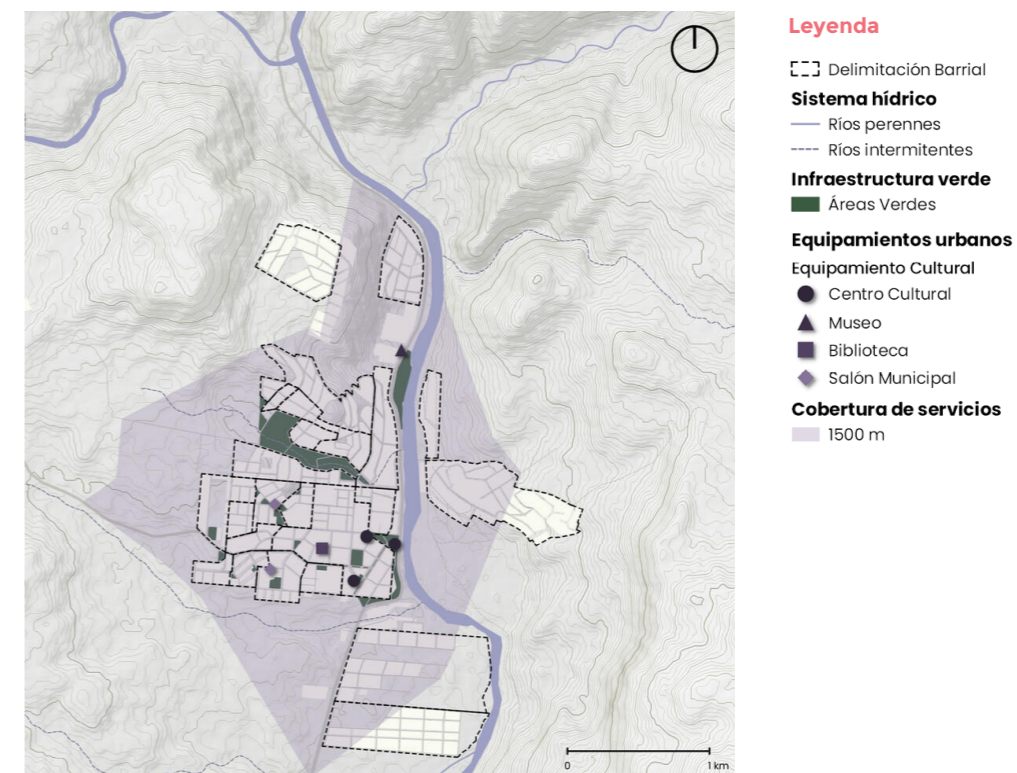 Leyenda
Delimitación Barrial
Sistema hídrico
Ríos perennes
Ríos intermitentes
Infraestructura verde
Áreas Verdes
Equipamientos urbanos
Equipamiento Cultural
Centro Cultural
Museo
Biblioteca
Salón Municipal
Cobertura de servicios
1500 m
0
1 km